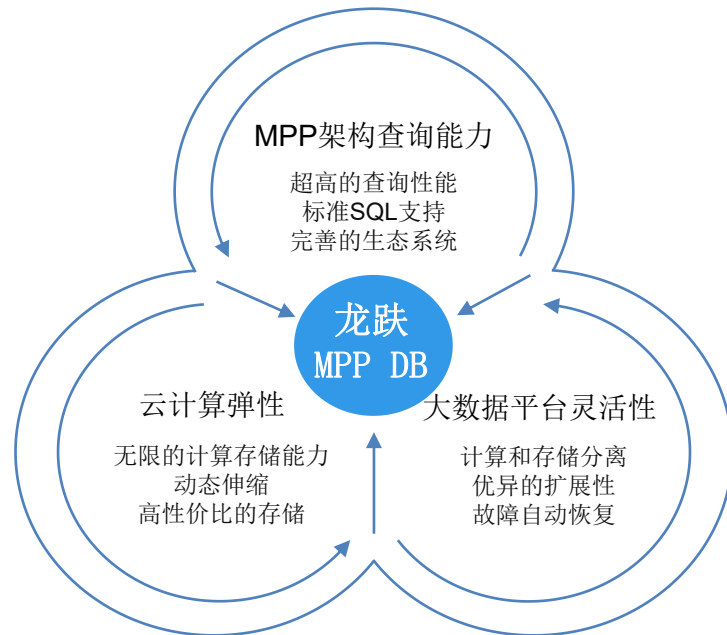 MPP架构查询能力
超高的查询性能
标准SQL支持
完善的生态系统
龙趺
MPP DB
云计算弹性
无限的计算存储能力
动态伸缩
高性价比的存储
大数据平台灵活性
计算和存储分离
优异的扩展性
故障自动恢复